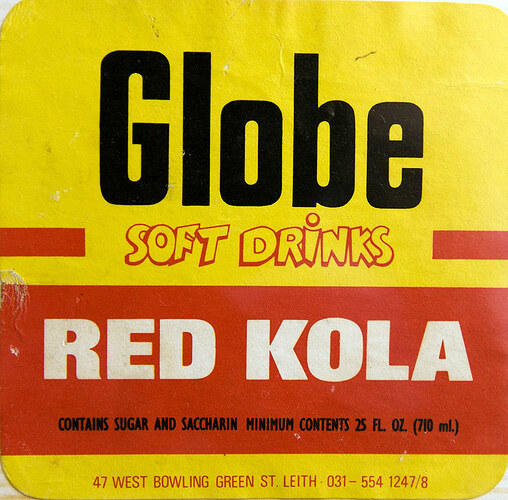 Globe
SOFT DRINKS
RED KOLA
CONTAINS SUGAR AND SACCHARIN MINIMUM CONTENTS 25 FL. OZ. (710 ml.)
47 WEST BOWLING GREEN ST. LEITH · 031 - 554 1247/8